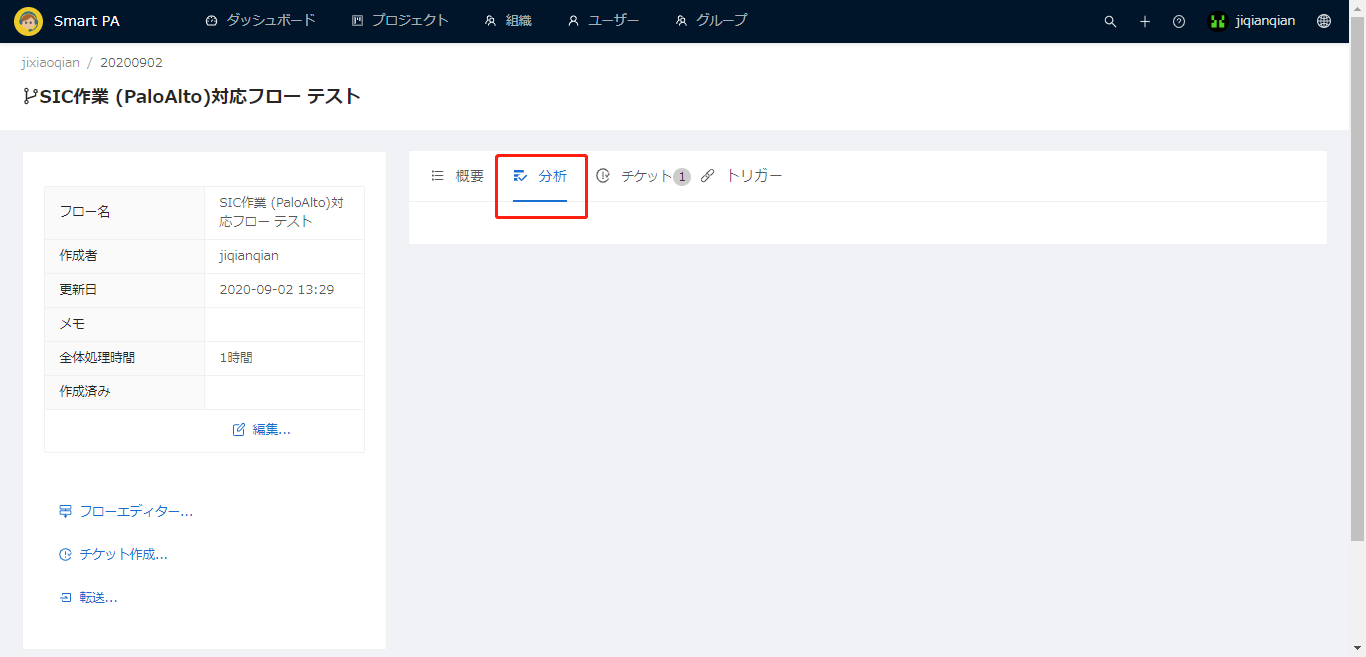 Smart PA ダッシュボード プロジェクト 組織 ユーザー グループ jiqianqian
jixiaoqian / 20200902
SIC作業 (PaloAlto)対応フロー テスト
概要 分析 チケット 1 トリガー
フロー名 SIC作業 (PaloAlto)対
応フロー テスト
作成者 jiqianqian
更新日 2020-09-02 13:29
メモ
全体処理時間 1時間
作成済み
編集...
フローエディター...
チケット作成...
転送...